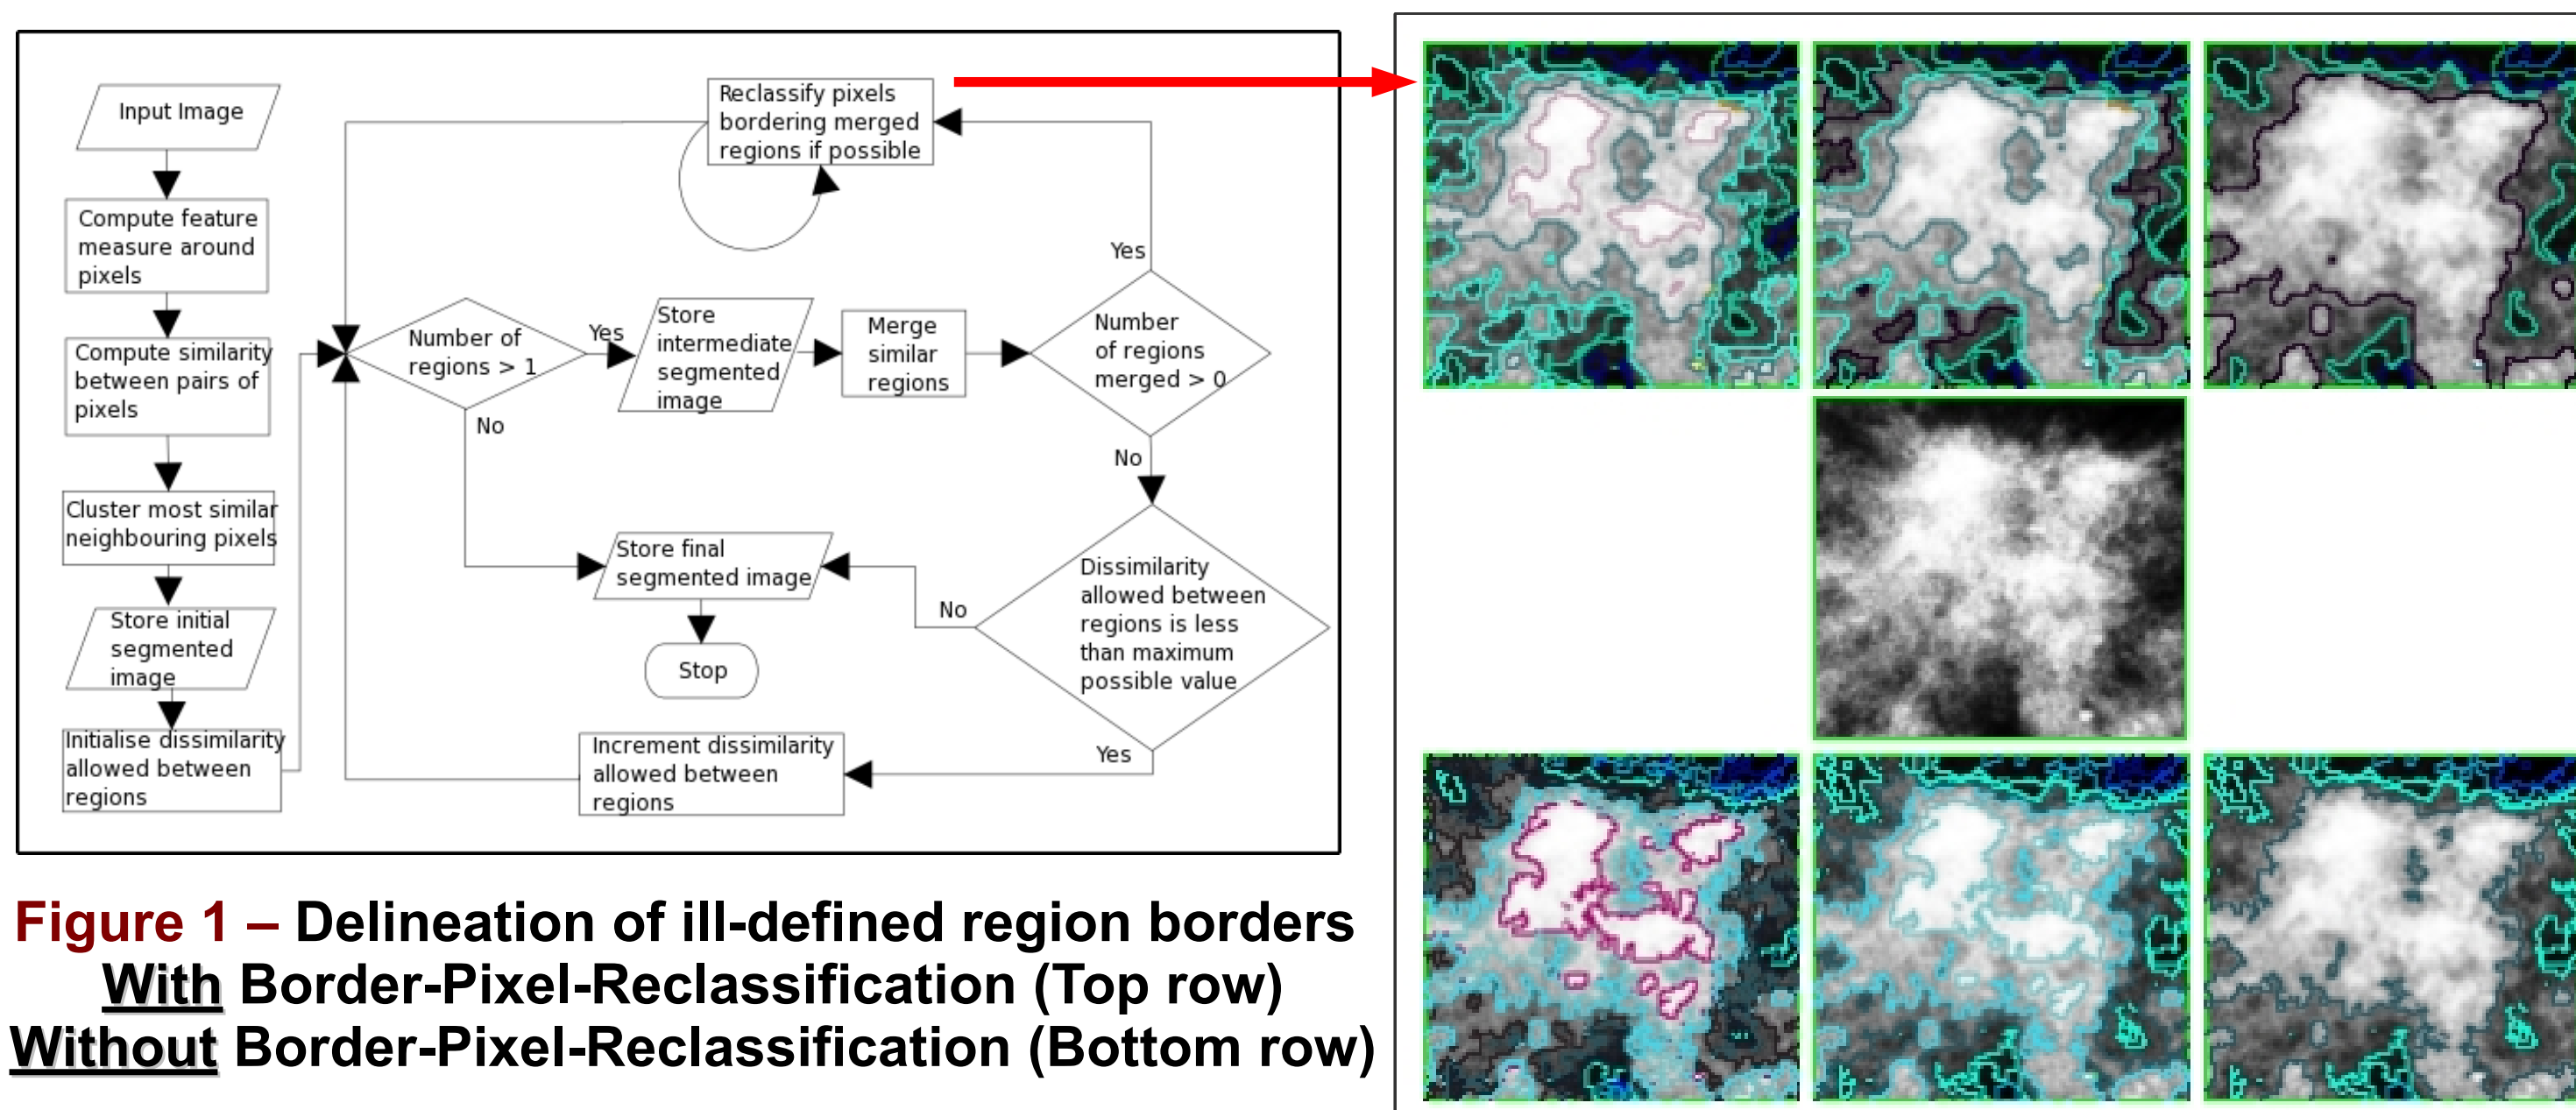 Input Image
Compute feature
measure around
pixels
Compute similarity
between pairs of
pixels
Cluster most similar
neighbouring pixels
Store initial
segmented
image
Initialise dissimilarity
allowed between
regions
Reclassify pixels
bordering merged
regions if possible
Number of
regions > 1
Yes
No
Store
intermediate
segmented
image
Merge
similar
regions
Number
of regions
merged > 0
Yes
No
Dissimilarity
allowed between
regions is less
than maximum
possible value
No
Yes
Store final
segmented image
Stop
Increment dissimilarity
allowed between
regions
Figure 1 – Delineation of ill-defined region borders
With Border-Pixel-Reclassification (Top row)
Without Border-Pixel-Reclassification (Bottom row)